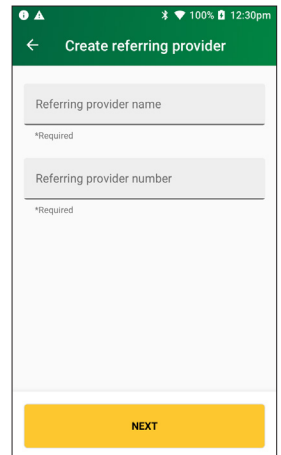 100% 12:30pm
Create referring provider
Referring provider name
*Required
Referring provider number
*Required
NEXT